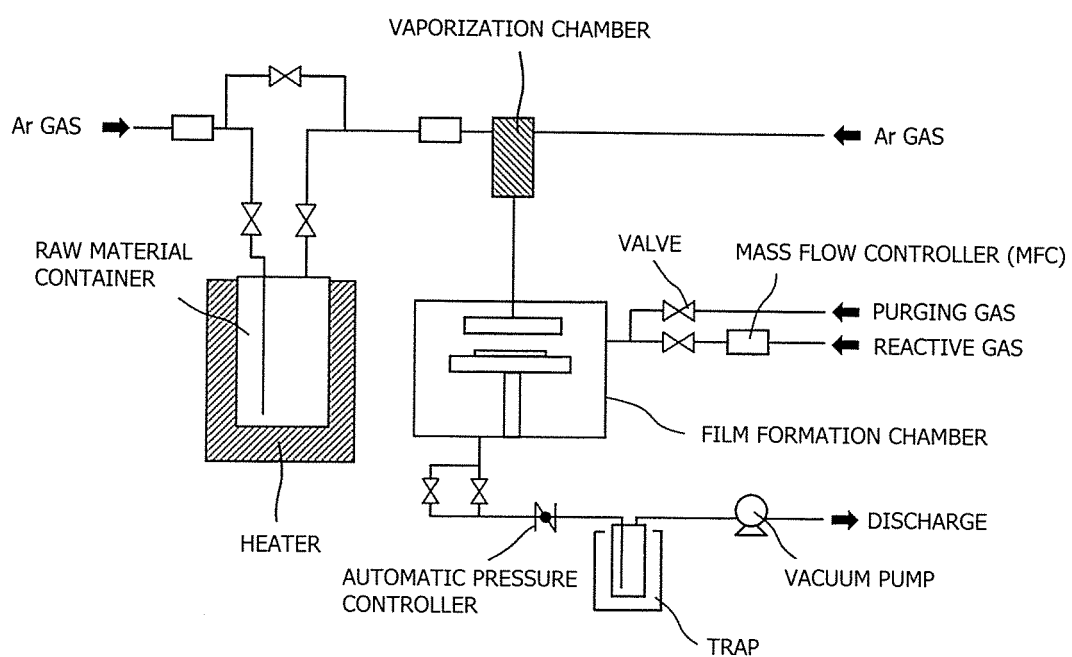 VAPORIZATION CHAMBER
Ar GAS
Ar GAS
RAW MATERIAL
CONTAINER
VALVE
MASS FLOW CONTROLLER (MFC)
PURGING GAS
REACTIVE GAS
FILM FORMATION CHAMBER
HEATER
AUTOMATIC PRESSURE
CONTROLLER
DISCHARGE
VACUUM PUMP
TRAP